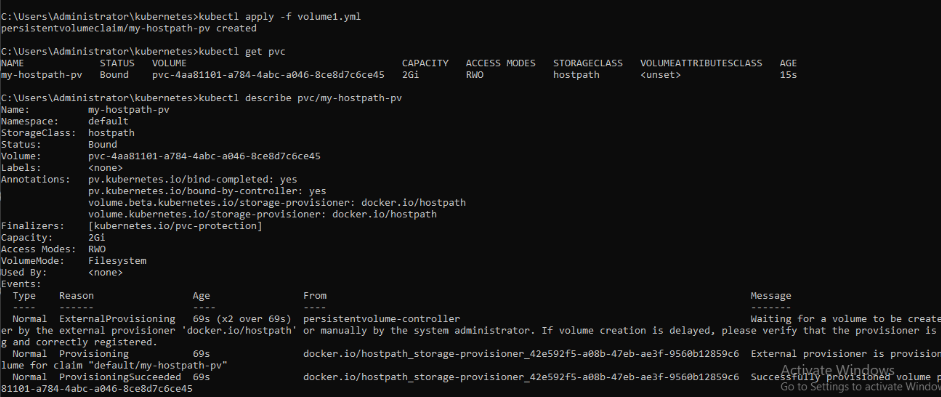 C:\Users\Administrator\kubernetes>kubectl apply -f volume1.yml
persistentvolumeclaim/my-hostpath-pv created
C:\Users\Administrator\kubernetes>kubectl get pvc
NAME STATUS VOLUME CAPACITY ACCESS MODES STORAGECLASS VOLUMEATTRIBUTESCLASS AGE
my-hostpath-pv Bound pvc-4aa81101-a784-4abc-a046-8ce8d7c6ce45 2Gi RWO hostpath <unset> 15s
C:\Users\Administrator\kubernetes>kubectl describe pvc/my-hostpath-pv
Name: my-hostpath-pv
Namespace: default
StorageClass: hostpath
Status: Bound
Volume: pvc-4aa81101-a784-4abc-a046-8ce8d7c6ce45
Labels: <none>
Annotations: pv.kubernetes.io/bind-completed: yes
pv.kubernetes.io/bound-by-controller: yes
volume.beta.kubernetes.io/storage-provisioner: docker.io/hostpath
volume.kubernetes.io/storage-provisioner: docker.io/hostpath
Finalizers: [kubernetes.io/pvc-protection]
Capacity: 2Gi
Access Modes: RWO
VolumeMode: Filesystem
Used By: <none>
Events:
Type Reason Age From Message
---- ------ ---- ---- -------
Normal ExternalProvisioning 69s (x2 over 69s) persistentvolume-controller Waiting for a volume to be create
er by the external provisioner 'docker.io/hostpath' or manually by the system administrator. If volume creation is delayed, please verify that the provisioner is
g and correctly registered.
Normal Provisioning 69s docker.io/hostpath_storage-provisioner_42e592f5-a08b-47eb-ae3f-9560b12859c6 External provisioner is provision
lume for claim "default/my-hostpath-pv"
Normal ProvisioningSucceeded 69s docker.io/hostpath_storage-provisioner_42e592f5-a08b-47eb-ae3f-9560b12859c6 Successfully provisioned volume p
81101-a784-4abc-a046-8ce8d7c6ce45
Activate Windows
Go to Settings to activate Window